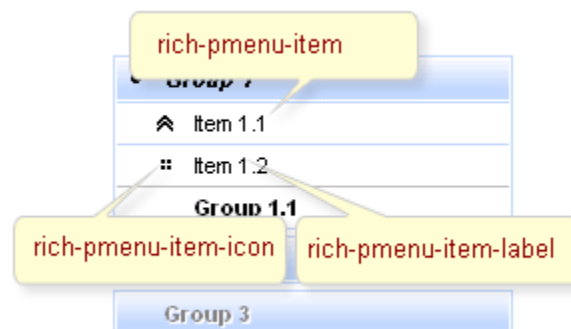 rich-pmenu-item
Group 1
Item 1.1
Item 1.2
Group 1.1
rich-pmenu-item-icon
rich-pmenu-item-label
Group 3